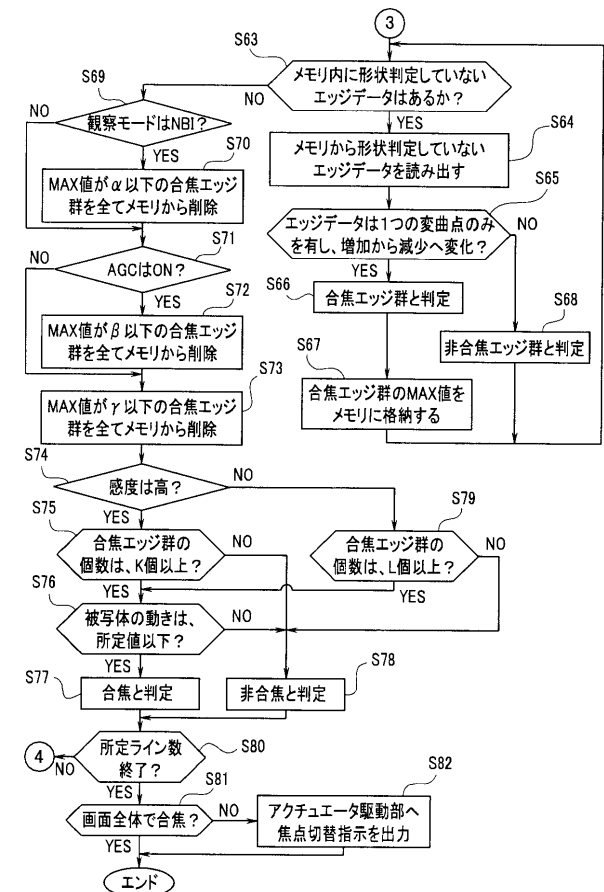 3
S63
メモリ内に形状判定していない
エッジデータはあるか?
NO
YES
S64
メモリから形状判定していない
エッジデータを読み出す
S65
エッジデータは1つの変曲点のみ
を有し、増加から減少へ変化?
NO
YES
S66
合焦エッジ群と判定
S67
合焦エッジ群のMAX値を
メモリに格納する
S68
非合焦エッジ群と判定
S69
NO
観察モードはNBI?
YES
S70
MAX値がα以下の合焦エッジ
群を全てメモリから削除
S71
NO
AGCはON?
YES
S72
MAX値がβ以下の合焦エッジ
群を全てメモリから削除
S73
MAX値がγ以下の合焦エッジ
群を全てメモリから削除
S74
感度は高?
NO
YES
S75
合焦エッジ群の
個数は、K個以上?
NO
YES
S79
合焦エッジ群の
個数は、L個以上?
NO
YES
S76
被写体の動きは、
所定値以下?
NO
YES
S77
合焦と判定
S78
非合焦と判定
S80
所定ライン数
終了?
4
NO
YES
S81
画面全体で合焦?
NO
YES
S82
アクチュエータ駆動部へ
焦点切替指示を出力
エンド